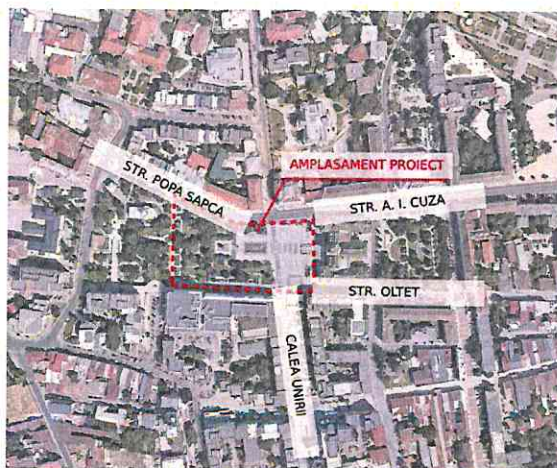 AMPLASAMENT PROIECT
STR. POPA SAPCA
STR. A. I. CUZA
STR. OLTET
CALEA UNIRII